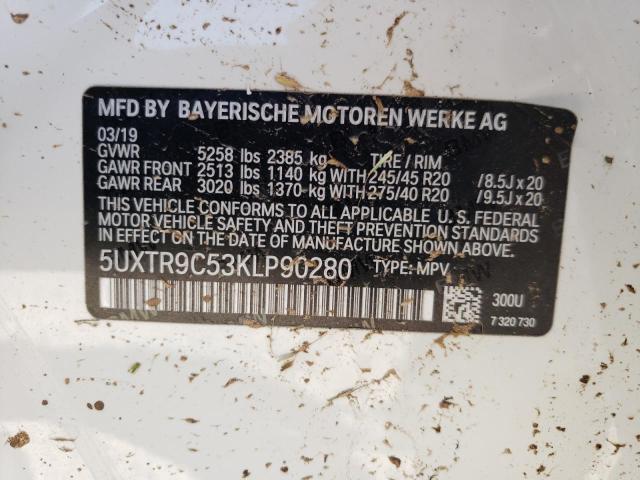 MFD BY BAYERISCHE MOTOREN WERKE AG
03/19
GVWR 5258 lbs 2385 kg TIRE / RIM
GAWR FRONT 2513 lbs 1140 kg WITH 245/45 R20 /8.5J x 20
GAWR REAR 3020 lbs 1370 kg WITH 275/40 R20 /9.5J x 20
THIS VEHICLE CONFORMS TO ALL APPLICABLE U. S. FEDERAL
MOTOR VEHICLE SAFETY AND THEFT PREVENTION STANDARDS
IN EFFECT ON THE DATE OF MANUFACTURE SHOWN ABOVE.
5UXTR9C53KLP90280 TYPE: MPV
300U
7 320 730